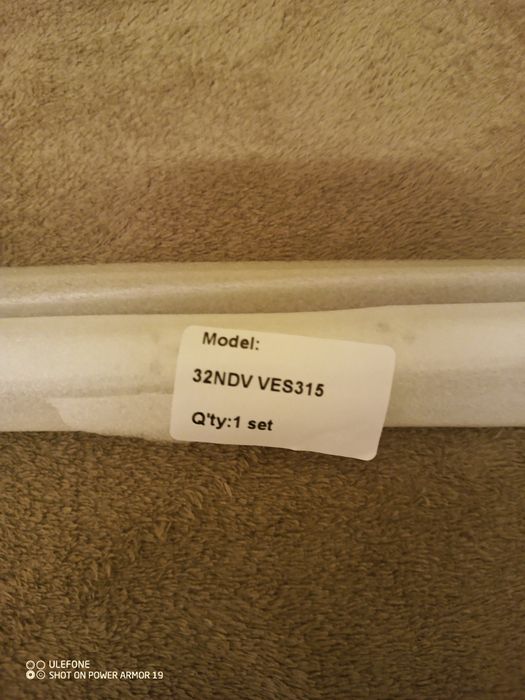 Model:
32NDV VES315
Q'ty:1 set
ULEFONE
SHOT ON POWER ARMOR 19